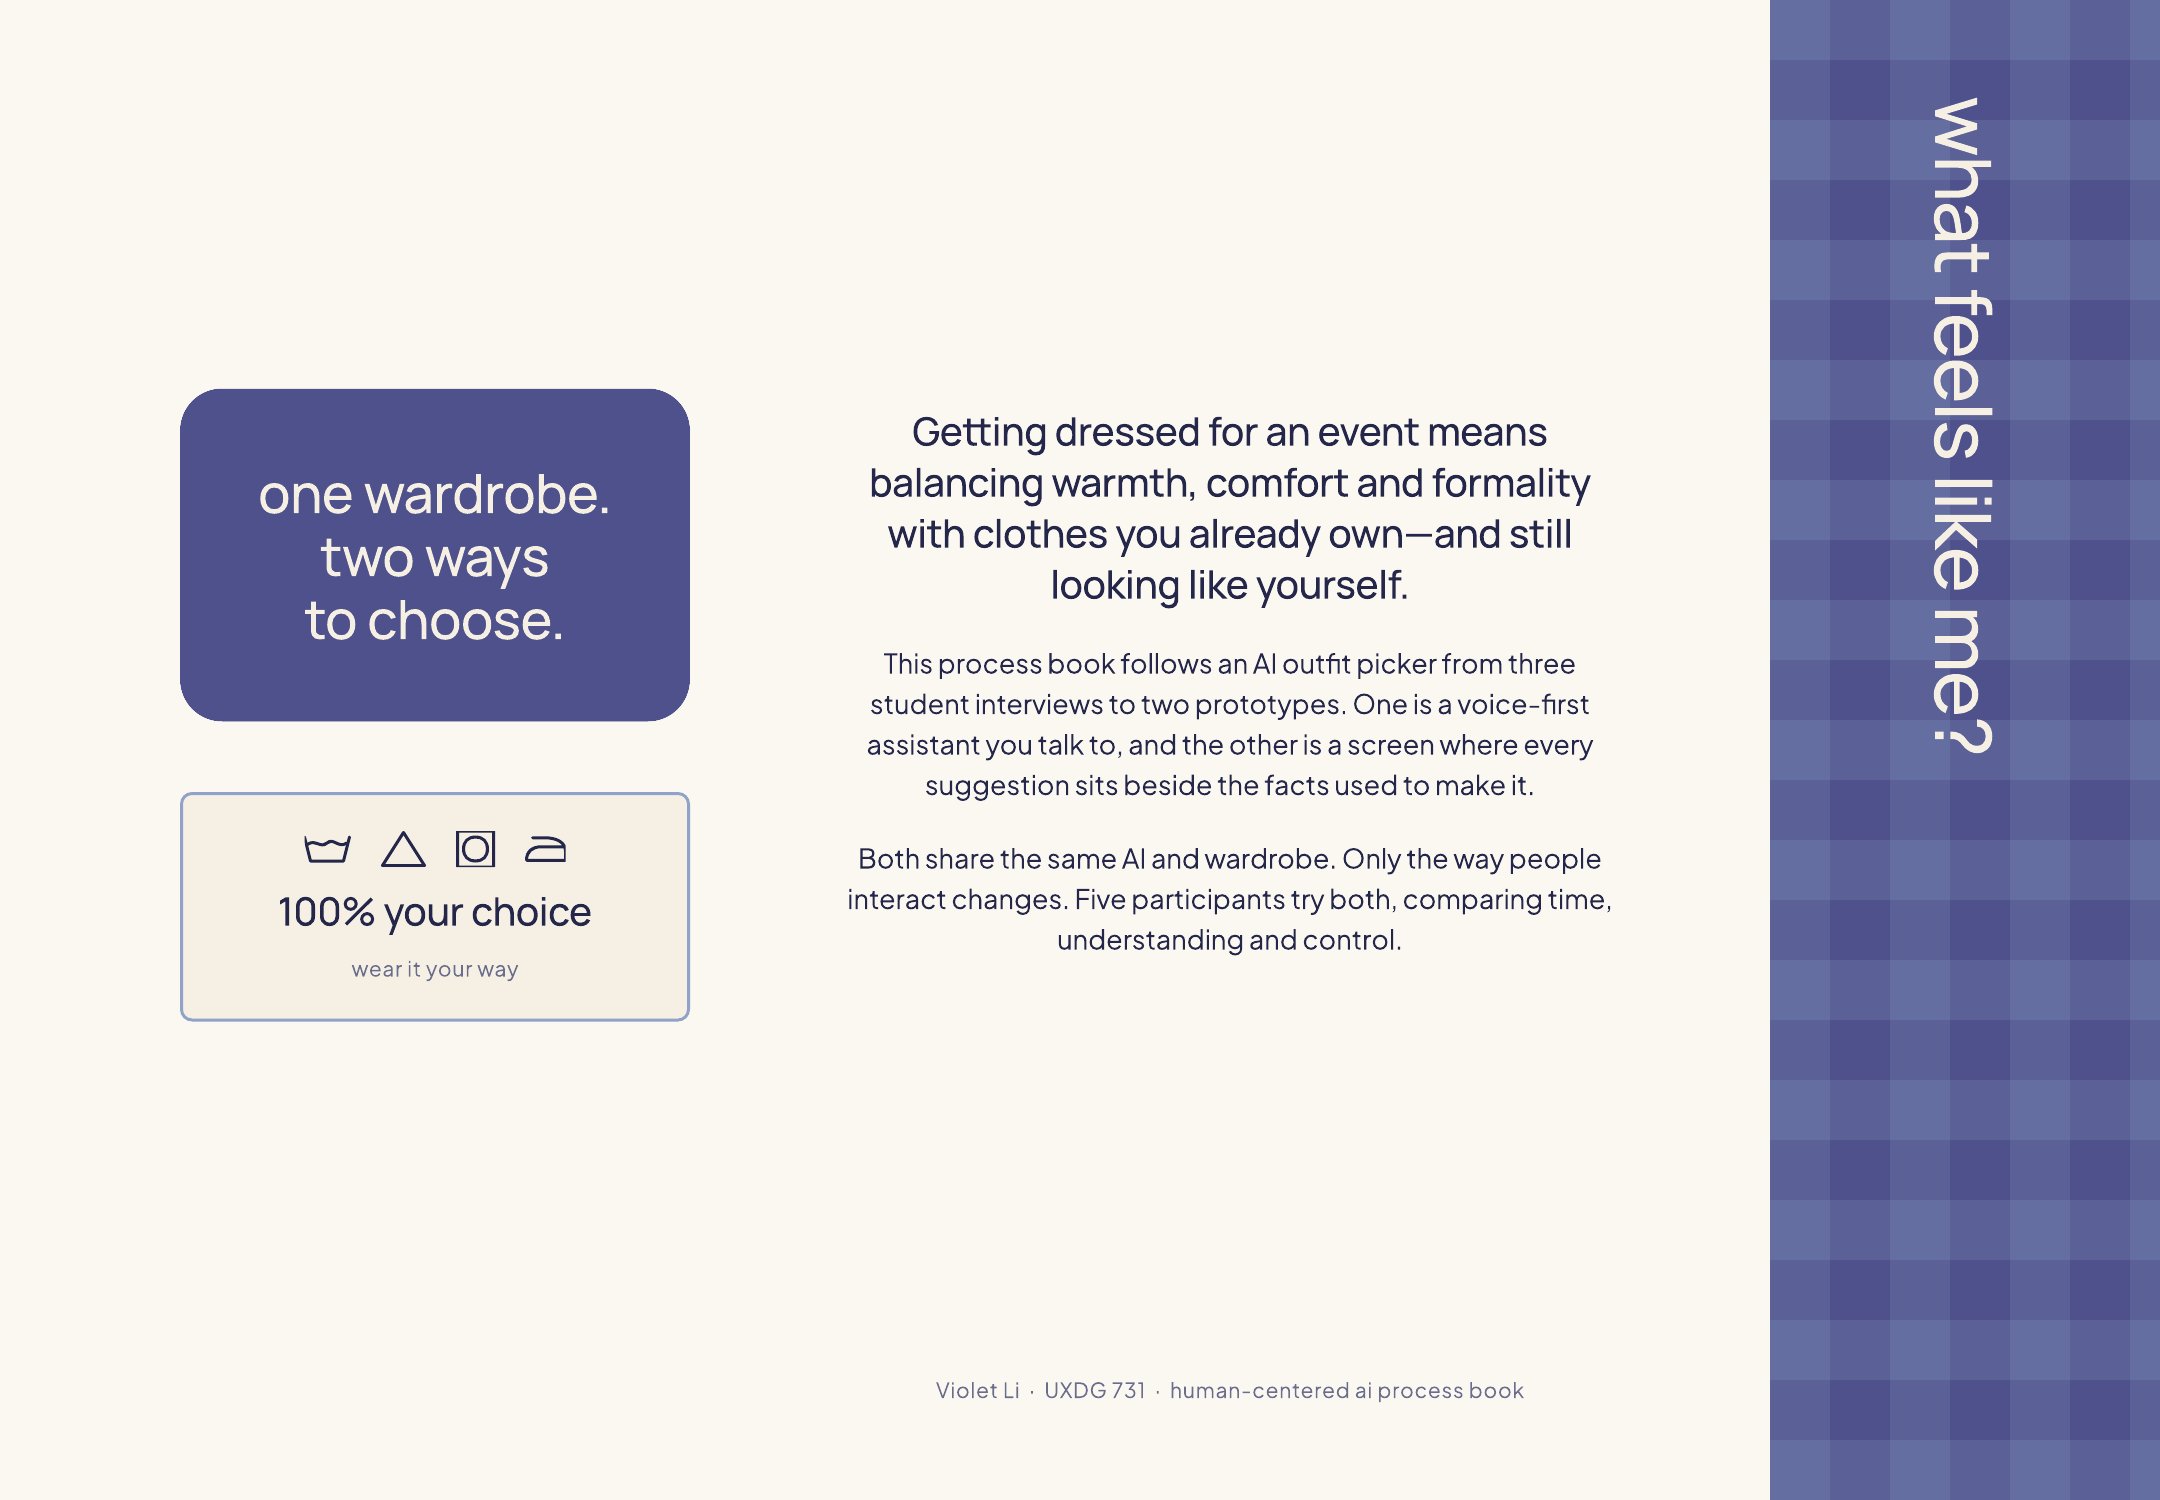 one wardrobe.
two ways
to choose.
100% your choice
wear it your way
Getting dressed for an event means
balancing warmth, comfort and formality
with clothes you already own—and still
looking like yourself.
This process book follows an AI outfit picker from three
student interviews to two prototypes. One is a voice-first
assistant you talk to, and the other is a screen where every
suggestion sits beside the facts used to make it.
Both share the same AI and wardrobe. Only the way people
interact changes. Five participants try both, comparing time,
understanding and control.
Violet Li · UXDG 731 · human-centered ai process book
what feels like me?